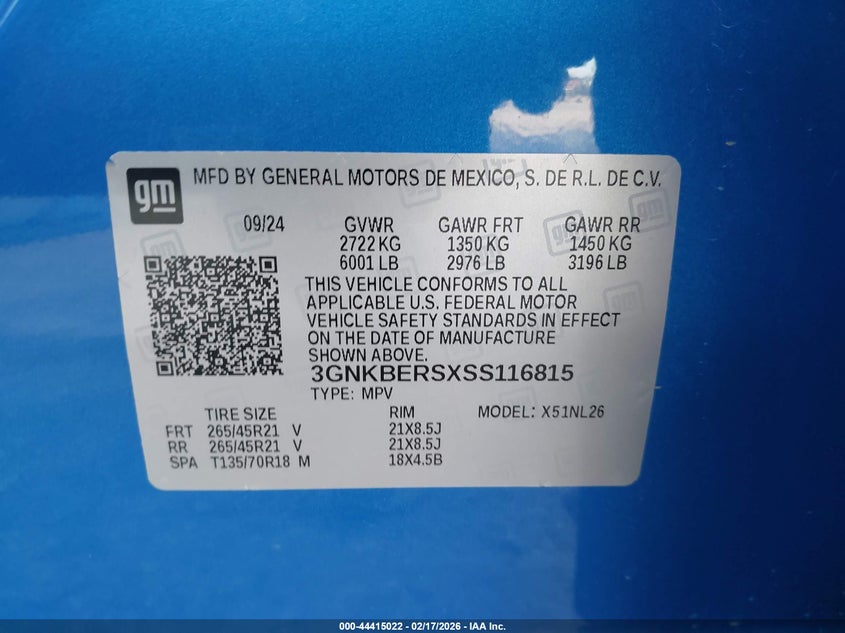 gm MFD BY GENERAL MOTORS DE MEXICO, S. DE R.L. DE C.V.
09/24 GVWR GAWR FRT GAWR RR
2722 KG 1350 KG 1450 KG
6001 LB 2976 LB 3196 LB
THIS VEHICLE CONFORMS TO ALL
APPLICABLE U.S. FEDERAL MOTOR
VEHICLE SAFETY STANDARDS IN EFFECT
ON THE DATE OF MANUFACTURE
SHOWN ABOVE.
3GNKBERSXSS116815
TYPE: MPV
TIRE SIZE RIM MODEL: X51NL26
FRT 265/45R21 V 21X8.5J
RR 265/45R21 V 21X8.5J
SPA T135/70R18 M 18X4.5B
000-44415022 - 02/17/2026 - IAA Inc.